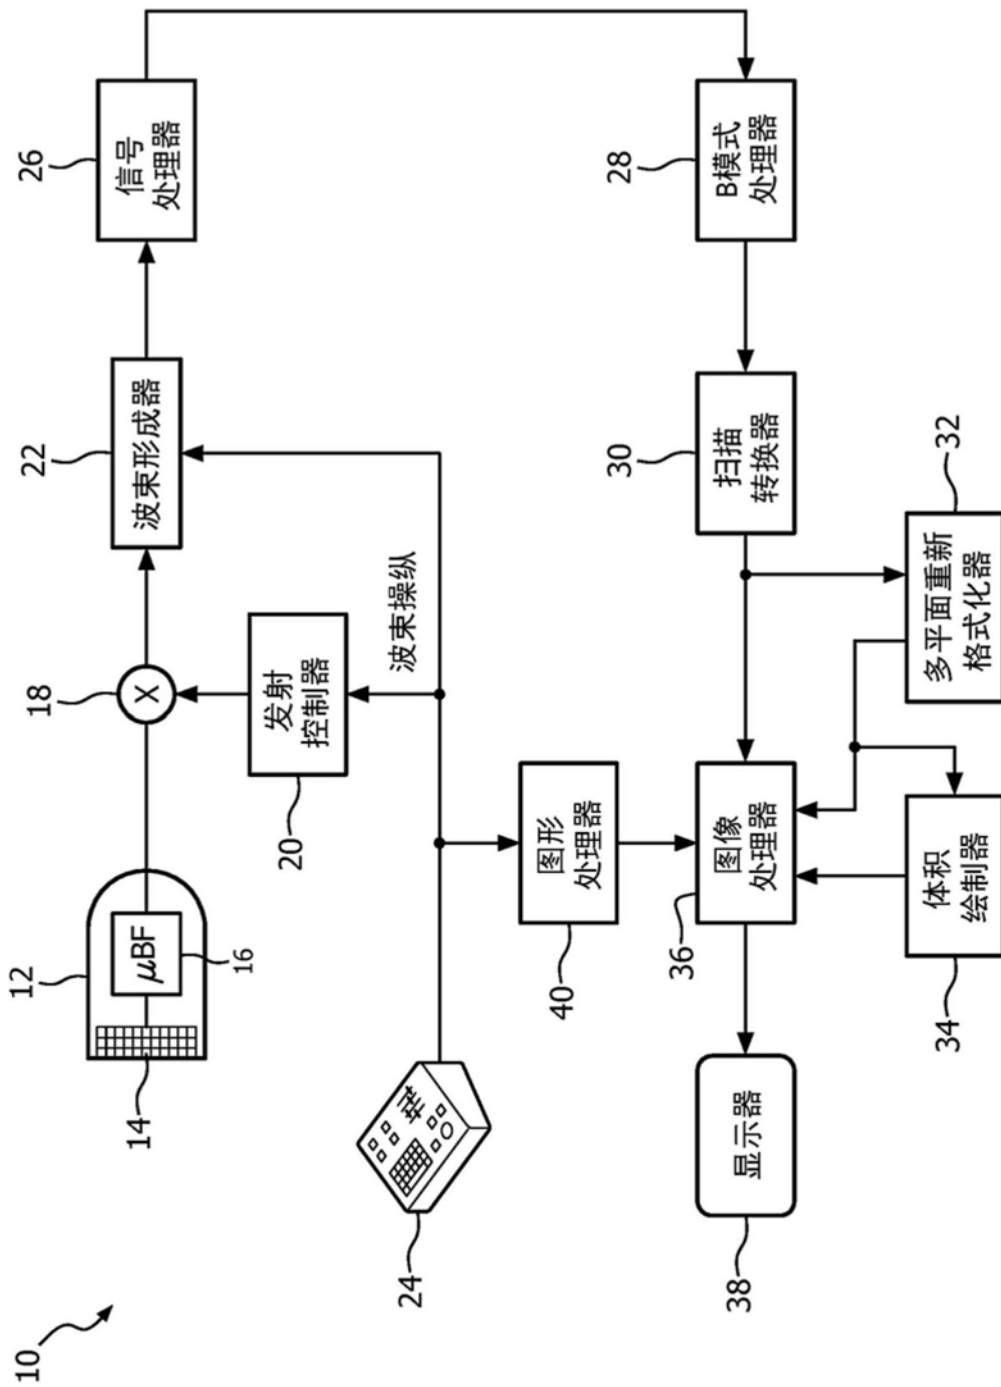 10
12
μBF
16
14
18
X
22
波束形成器
26
信号
处理器
20
发射
控制器
波束操纵
24
40
图形
处理器
28
B模式
处理器
30
扫描
转换器
36
图像
处理器
38
显示器
32
多平面重新
格式化器
34
体积
绘制器